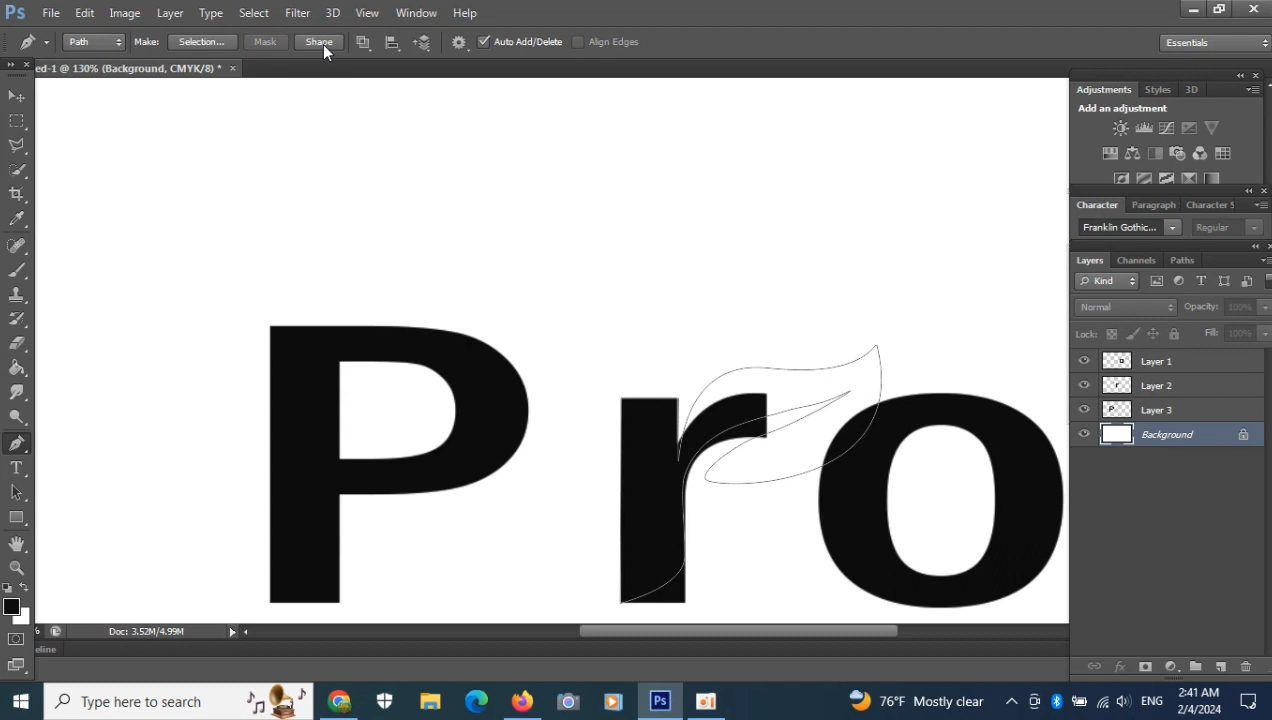 Ps File Edit Image Layer Type Select Filter 3D View Window Help
Path Make: Selection... Mask Shape Auto Add/Delete Align Edges Essentials
ed-1 @ 130% (Background, CMYK/8) * ×
Adjustments Styles 3D
Add an adjustment
Character Paragraph Character S
Franklin Gothic... Regular
Layers Channels Paths
Kind
Normal Opacity: 100%
Lock: Fill: 100%
Layer 1
Layer 2
Layer 3
Background
Pro
% Doc: 3.52M/4.99M
eline
Type here to search
Ps
76°F Mostly clear
ENG
2:41 AM
2/4/2024